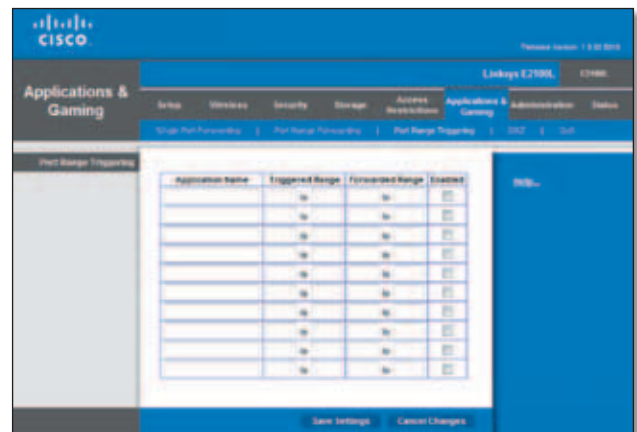 CISCO
Firmware Version:
Linksys E2100L
E2100L
Applications & Gaming
Setup
Wireless
Security
Storage
Access Restrictions
Applications & Gaming
Administration
Status
Single Port Forwarding | Port Range Forwarding | Port Range Triggering | DMZ | QoS
Port Range Triggering
Application Name Triggered Range Forwarded Range Enabled
to to
to to
to to
to to
to to
to to
to to
to to
to to
to to
Help...
Save Settings Cancel Changes